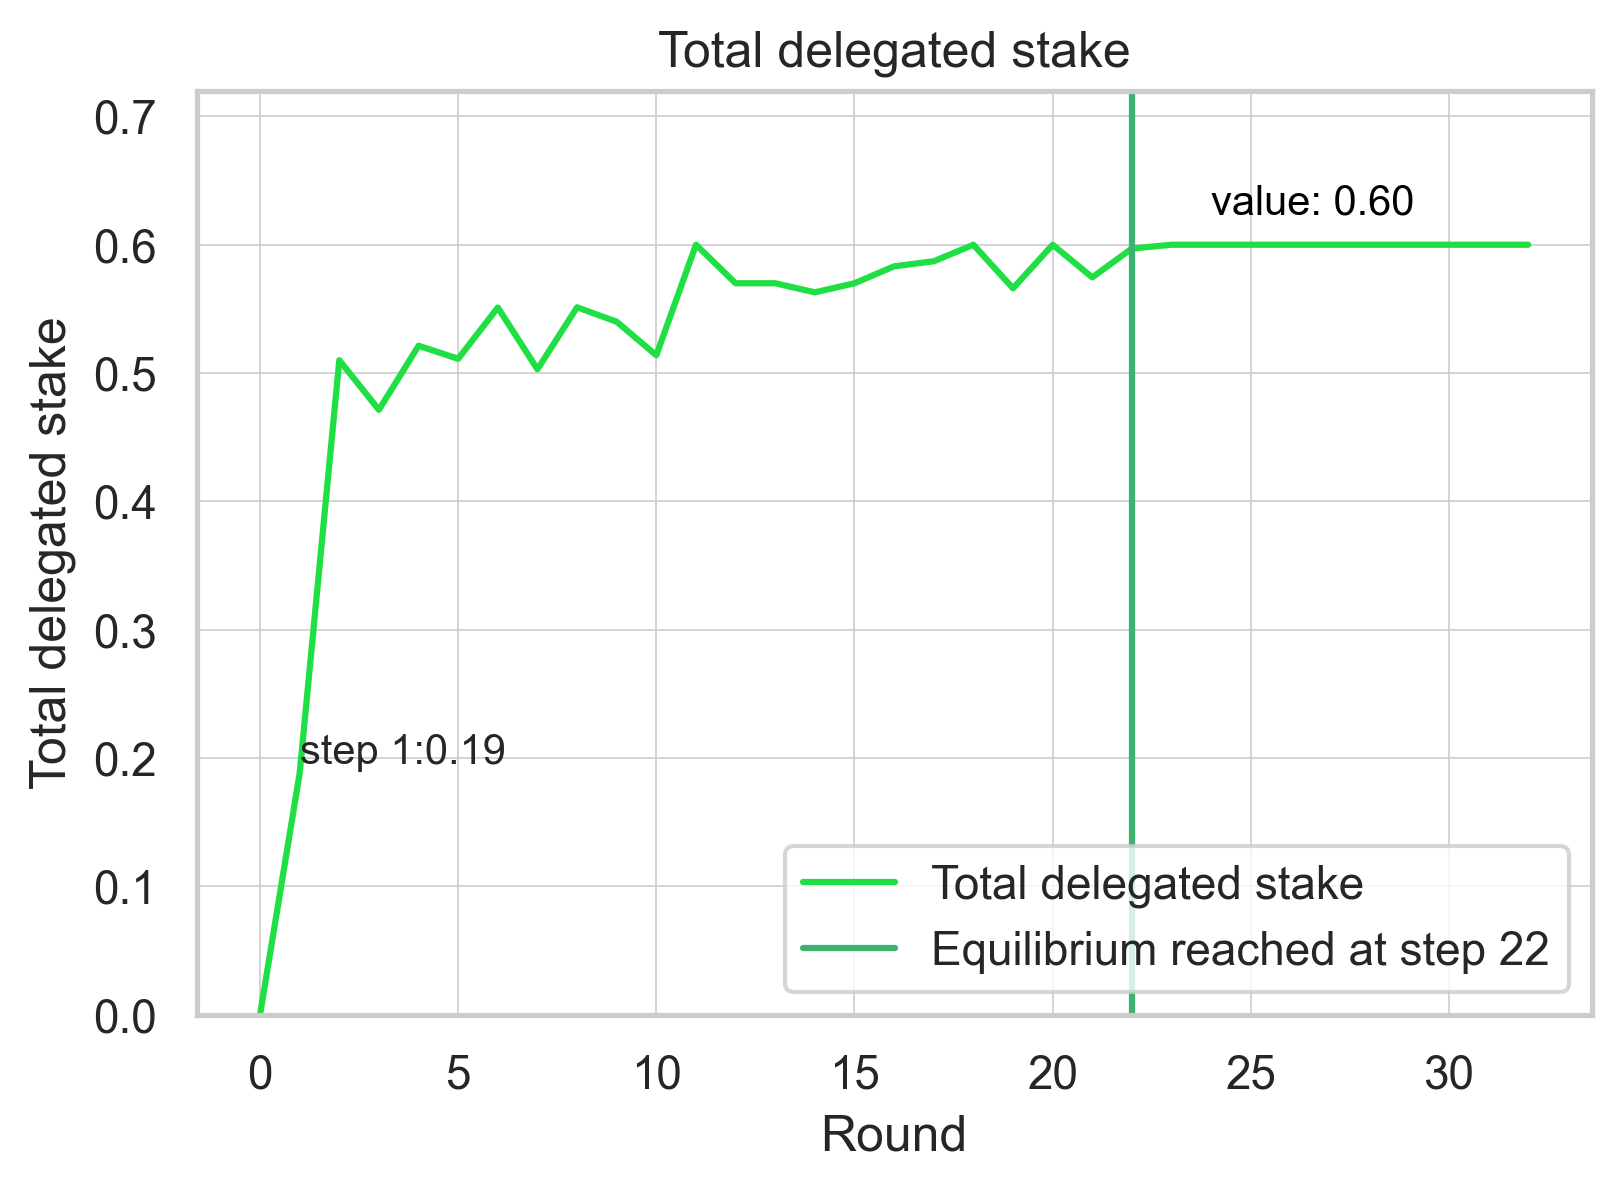 Total delegated stake
0.7
0.6
0.5
0.4
0.3
0.2
0.1
0.0
Total delegated stake
value: 0.60
step 1:0.19
Total delegated stake
Equilibrium reached at step 22
0 5 10 15 20 25 30
Round